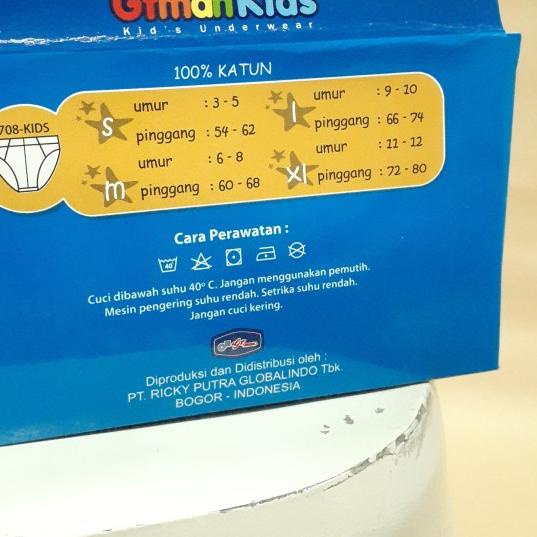 GTmanKids
Kid's Underwear
100% KATUN
708-KIDS
s umur : 3 - 5
pinggang : 54 - 62
m umur : 6 - 8
pinggang : 60 - 68
l umur : 9 - 10
pinggang : 66 - 74
xl umur : 11 - 12
pinggang : 72 - 80
Cara Perawatan :
40
Cuci dibawah suhu 40º C. Jangan menggunakan pemutih.
Mesin pengering suhu rendah. Setrika suhu rendah.
Jangan cuci kering.
Diproduksi dan Didistribusi oleh :
PT. RICKY PUTRA GLOBALINDO Tbk.
BOGOR - INDONESIA